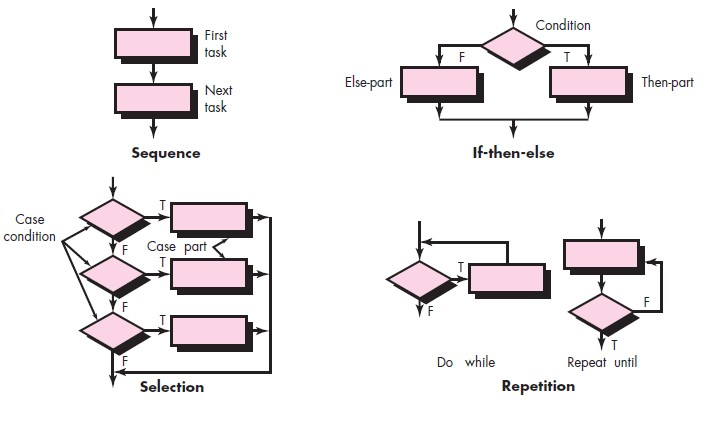 First
task
Next
task
Sequence
Condition
F
T
Else-part
Then-part
If-then-else
Case
condition
T
F
Case part
T
F
T
F
Selection
T
F
Do while
F
T
Repeat until
Repetition